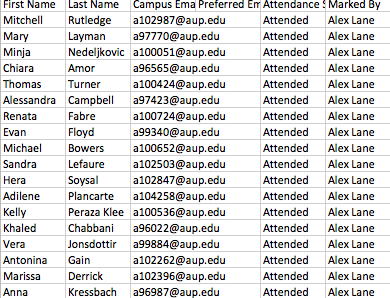 First Name Last Name Campus Ema Preferred Em Attendance S Marked By
Mitchell Rutledge a102987@aup.edu Attended Alex Lane
Mary Layman a97770@aup.edu Attended Alex Lane
Minja Nedeljkovic a100051@aup.edu Attended Alex Lane
Chiara Amor a96565@aup.edu Attended Alex Lane
Thomas Turner a100424@aup.edu Attended Alex Lane
Alessandra Campbell a97423@aup.edu Attended Alex Lane
Renata Fabre a100724@aup.edu Attended Alex Lane
Evan Floyd a99340@aup.edu Attended Alex Lane
Michael Bowers a100652@aup.edu Attended Alex Lane
Sandra Lefaure a102503@aup.edu Attended Alex Lane
Hera Soysal a102847@aup.edu Attended Alex Lane
Adilene Plancarte a104258@aup.edu Attended Alex Lane
Kelly Peraza Klee a100536@aup.edu Attended Alex Lane
Khaled Chabbani a96022@aup.edu Attended Alex Lane
Vera Jonsdottir a99884@aup.edu Attended Alex Lane
Antonina Gain a102262@aup.edu Attended Alex Lane
Marissa Derrick a102396@aup.edu Attended Alex Lane
Anna Kressbach a96987@aup.edu Attended Alex Lane